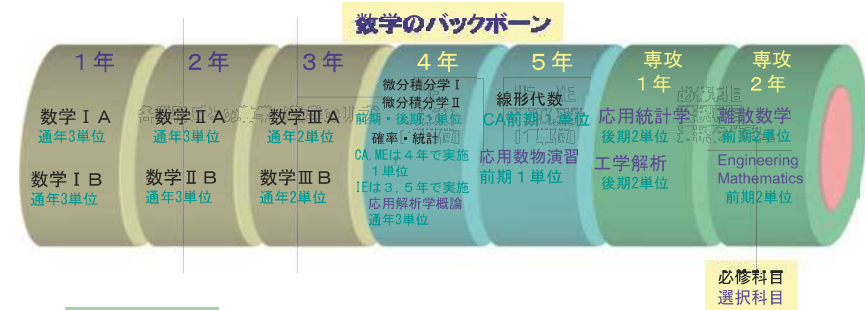 数学のバックボーン
1年
数学ⅠA
通年3単位
数学ⅠB
通年3単位
2年
数学ⅡA
通年3単位
数学ⅡB
通年3単位
3年
数学ⅢA
通年2単位
数学ⅢB
通年2単位
4年
微分積分学Ⅰ
微分積分学Ⅱ
前期・後期1単位
確率・統計
CA,MEは4年で実施
1単位
IEは3,5年で実施
応用解析学概論
通年3単位
5年
線形代数
CA前期1単位
応用数物演習
前期1単位
専攻
1年
応用統計学
後期2単位
工学解析
後期2単位
専攻
2年
離散数学
前期2単位
Engineering
Mathematics
前期2単位
必修科目
選択科目